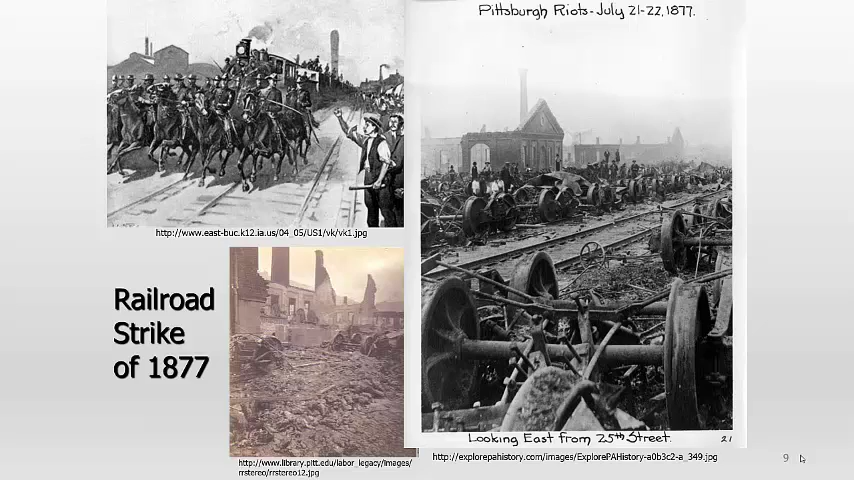 Pittsburgh Riots-July 21-22, 1877.
http://www.east-buc.k12.ia.us/04_05/US1/vk/vk1.jpg
Railroad
Strike
of 1877
Looking East from 25th Street.
21
http://www.library.pitt.edu/labor_legacy/images/
rrstereo/rrstereo12.jpg
http://explorepahistory.com/images/ExplorePAHistory-a0b3c2-a_349.jpg
9